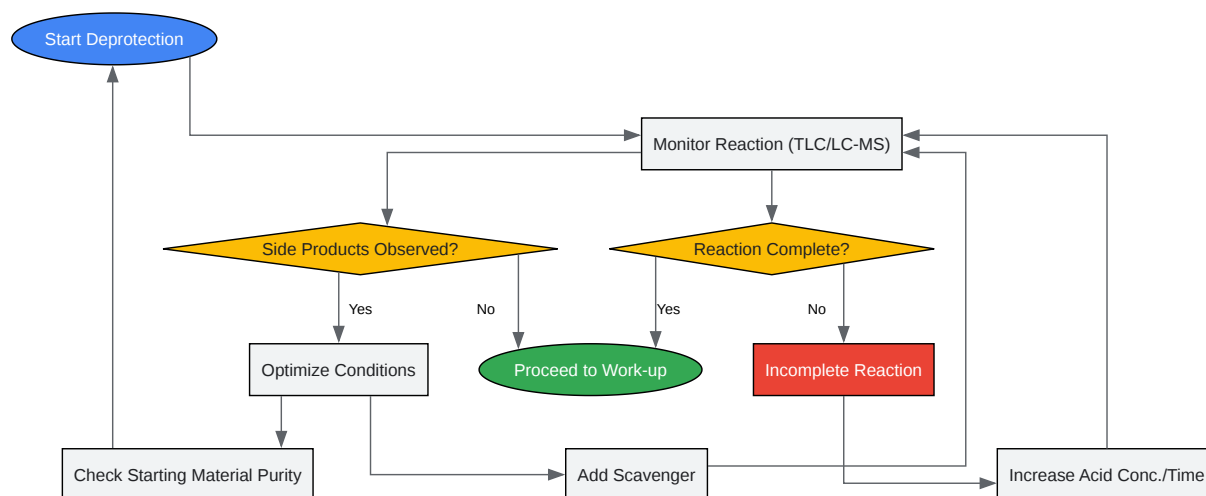 Start Deprotection
Monitor Reaction (TLC/LC-MS)
Side Products Observed?
Reaction Complete?
Yes
No
Yes
No
Optimize Conditions
Proceed to Work-up
Incomplete Reaction
Check Starting Material Purity
Add Scavenger
Increase Acid Conc./Time